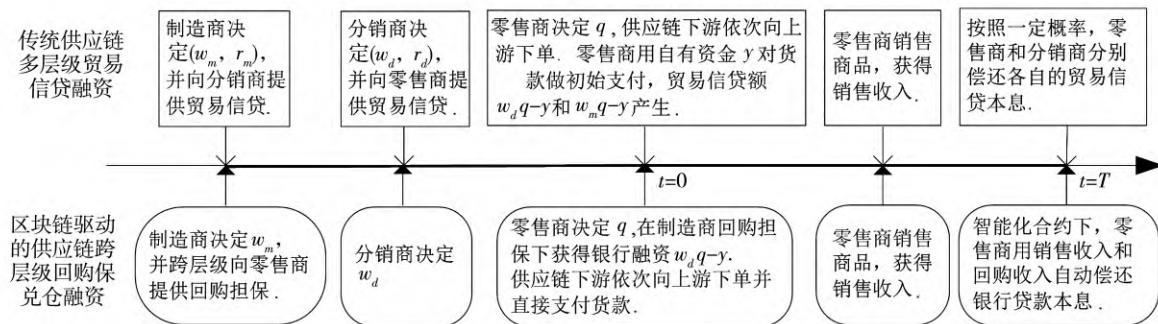 传统供应链
多层级贸易
信贷融资
制造商决
定(w_m, r_m),
并向分销商提
供贸易信贷.
分销商决
定(w_d, r_d),
并向零售商
提供贸易信贷.
零售商决定 q,供应链下游依次向上
游下单. 零售商用自有资金 y 对货
款做初始支付，贸易信贷额
w_d q-y和 w_m q-y 产生.
零售商销售
商品，获得
销售收入.
按照一定概率，零
售商和分销商分别
偿还各自的贸易信
贷本息.
t=0
t=T
区块链驱动
的供应链跨
层级回购保
兑仓融资
制造商决定w_m,
并跨层级向零售商
提供回购担保.
分销商决定
w_d
零售商决定 q,在制造商回购担
保下获得银行融资w_d q-y.
供应链下游依次向上游下单并
直接支付货款.
零售商销售
商品，获得
销售收入.
智能化合约下，零
售商用销售收入和
回购收入自动偿还
银行贷款本息.